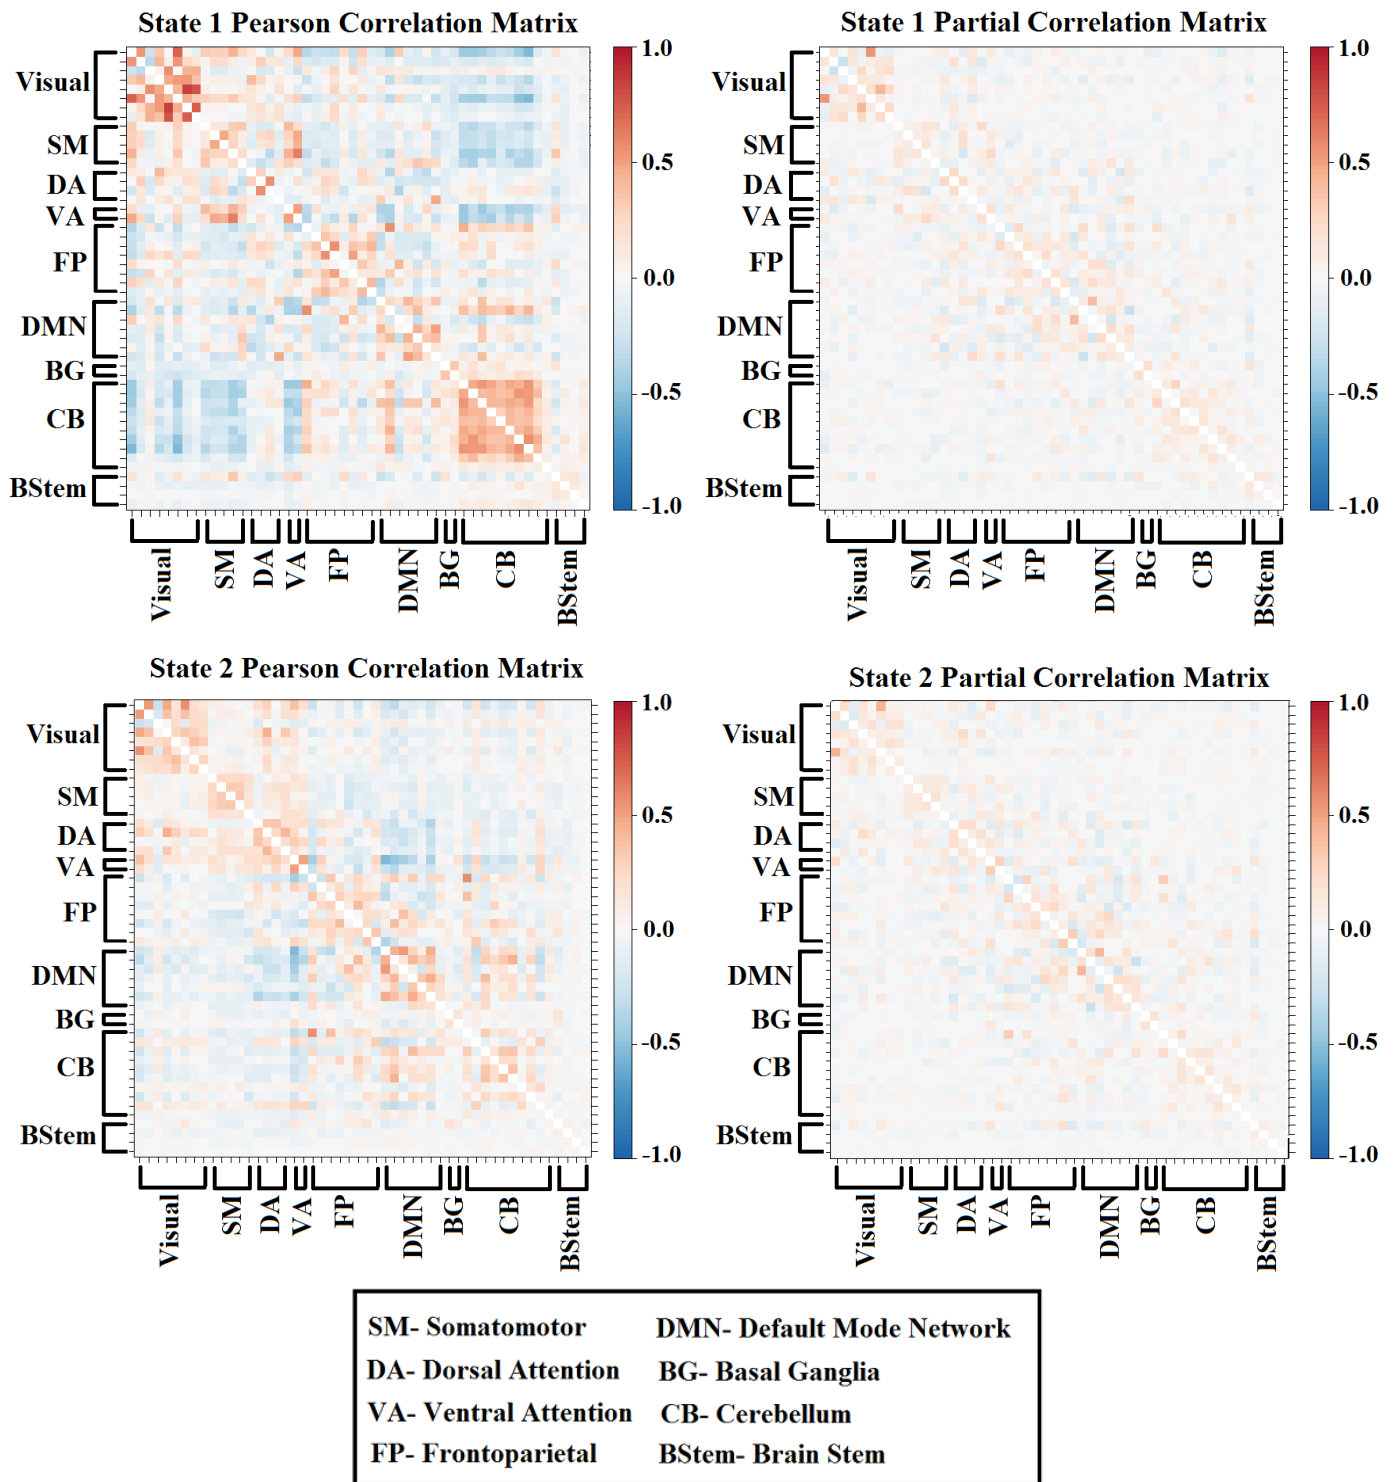 State 1 Pearson Correlation Matrix
Visual
SM
DA
VA
FP
DMN
BG
CB
BStem
1.0
0.5
0.0
-0.5
-1.0
Visual
SM
DA
VA
FP
DMN
BG
CB
BStem
State 1 Partial Correlation Matrix
Visual
SM
DA
VA
FP
DMN
BG
CB
BStem
1.0
0.5
0.0
-0.5
-1.0
Visual
SM
DA
VA
FP
DMN
BG
CB
BStem
State 2 Pearson Correlation Matrix
Visual
SM
DA
VA
FP
DMN
BG
CB
BStem
1.0
0.5
0.0
-0.5
-1.0
Visual
SM
DA
VA
FP
DMN
BG
CB
BStem
State 2 Partial Correlation Matrix
Visual
SM
DA
VA
FP
DMN
BG
CB
BStem
1.0
0.5
0.0
-0.5
-1.0
Visual
SM
DA
VA
FP
DMN
BG
CB
BStem
SM- Somatomotor
DA- Dorsal Attention
VA- Ventral Attention
FP- Frontoparietal
DMN- Default Mode Network
BG- Basal Ganglia
CB- Cerebellum
BStem- Brain Stem